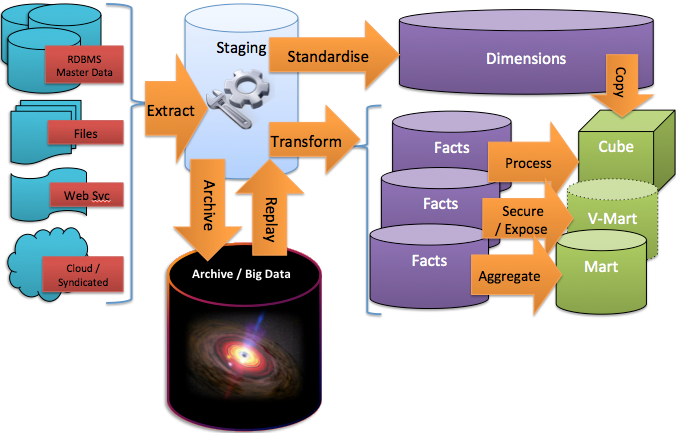 RDBMS
Master Data
Files
Web Svc
Cloud /
Syndicated
Extract
Staging
Standardise
Transform
Archive
Replay
Archive / Big Data
Dimensions
Copy
Facts
Process
Cube
Facts
Secure
/ Expose
V-Mart
Facts
Aggregate
Mart